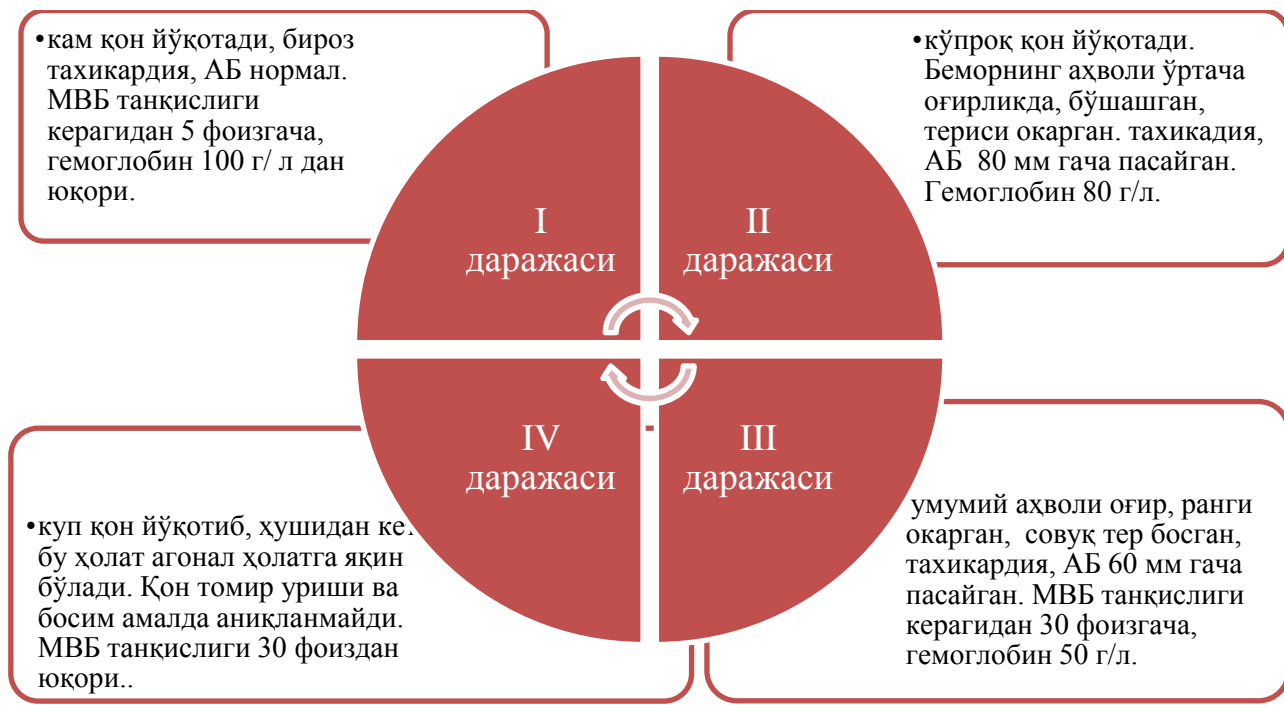 •кам қон йўқотади, бироз
тахикардия, АБ нормал.
МВБ танқислиги
керагидан 5 фоизгача,
гемоглобин 100 г/ л дан
юқори.
•кўпроқ қон йўқотади.
Беморнинг аҳволи ўртача
оғирликда, бўшашган,
териси окарган. тахикадия,
АБ 80 мм гача пасайган.
Гемоглобин 80 г/л.
I
даражаси
II
даражаси
IV
даражаси
III
даражаси
•куп қон йўқотиб, ҳушидан
бу ҳолат агонал ҳолатга яқин
бўлади. Қон томир уриши ва
босим амалда аниқланмайди.
МВБ танқислиги 30 фоиздан
юқори..
умумий аҳволи оғир, ранги
окарган, совуқ тер босган,
тахикардия, АБ 60 мм гача
пасайган. МВБ танқислиги
керагидан 30 фоизгача,
гемоглобин 50 г/л.